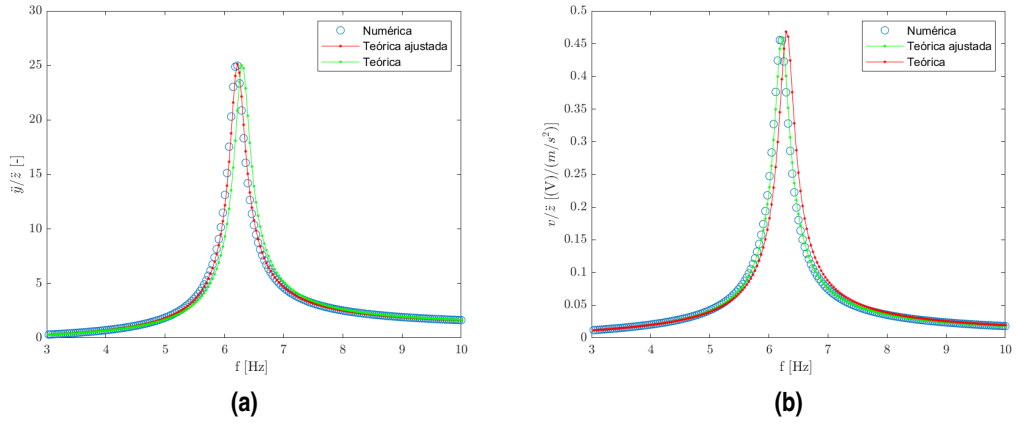 30
25
20
15
10
5
0
ÿ/z̈ [-]
3 4 5 6 7 8 9 10
f [Hz]
Numérica
Teórica ajustada
Teórica
(a)
0.5
0.45
0.4
0.35
0.3
0.25
0.2
0.15
0.1
0.05
0
v/z̈ [(V)/(m/s²)]
3 4 5 6 7 8 9 10
f [Hz]
Numérica
Teórica ajustada
Teórica
(b)